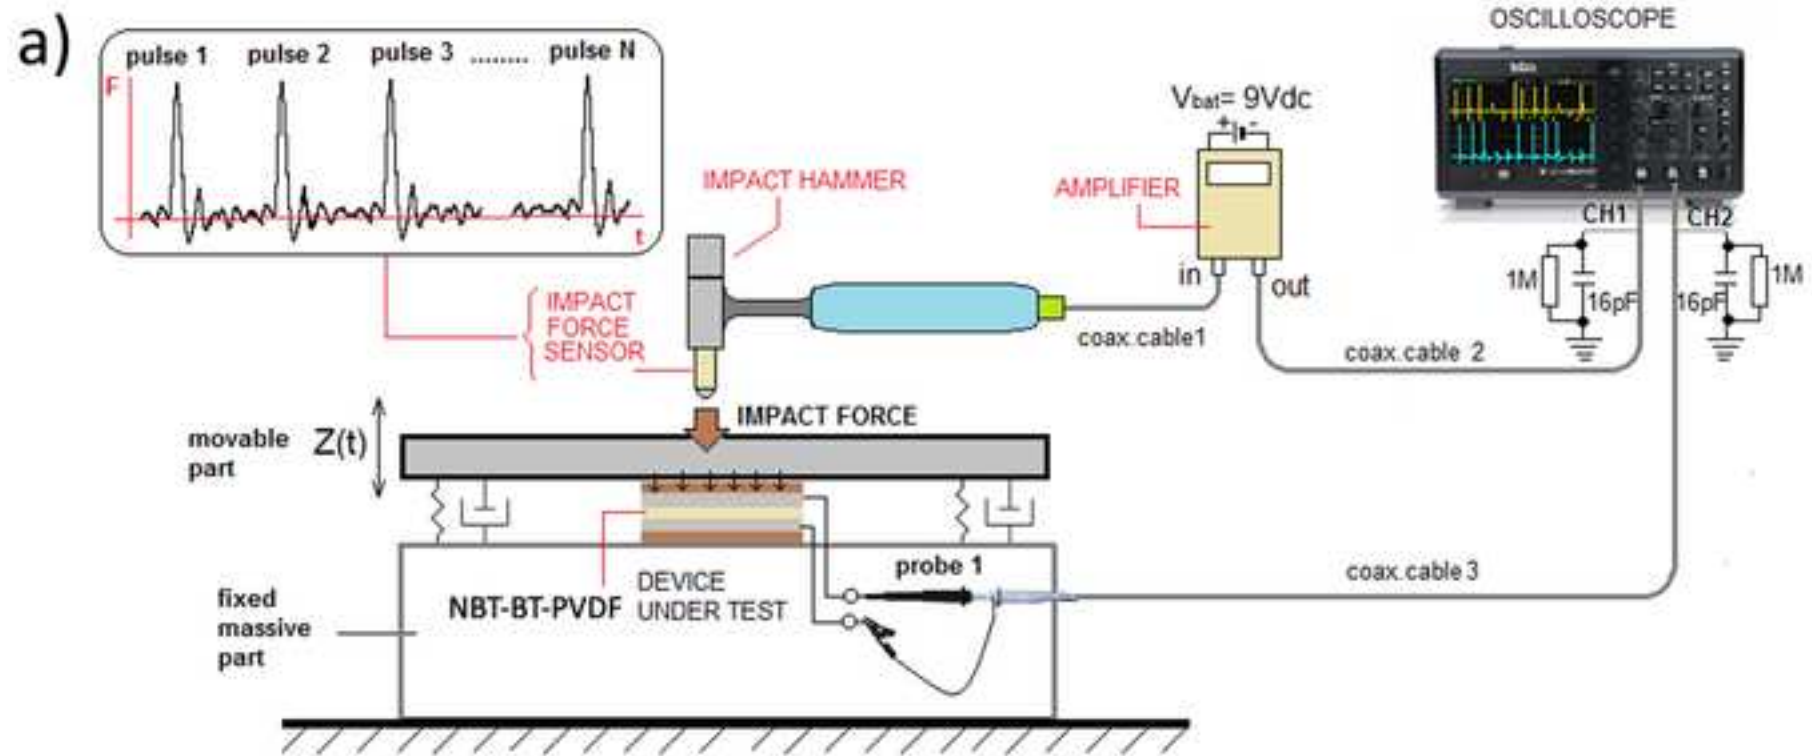 a)
pulse 1 pulse 2 pulse 3 ........ pulse N
F
t
OSCILLOSCOPE
Vbat= 9Vdc
+ -
IMPACT HAMMER
AMPLIFIER
in
out
CH1
CH2
1M
16pF
16pF
1M
IMPACT
FORCE
SENSOR
coax.cable1
coax.cable 2
IMPACT FORCE
movable
part
Z(t)
probe 1
coax.cable3
fixed
massive
part
NBT-BT-PVDF
DEVICE
UNDER TEST